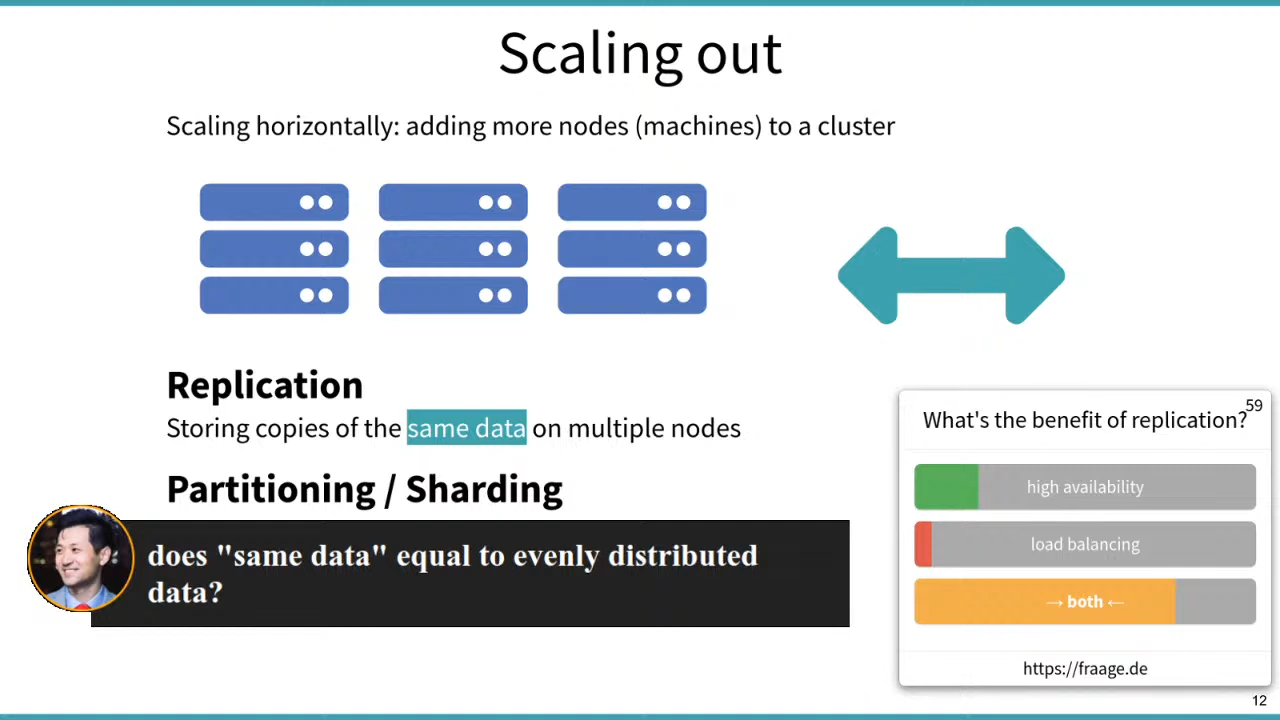 Scaling out
Scaling horizontally: adding more nodes (machines) to a cluster
Replication
Storing copies of the same data on multiple nodes
Partitioning / Sharding
does "same data" equal to evenly distributed
data?
59
What's the benefit of replication?
high availability
load balancing
→ both ←
https://fraage.de
12